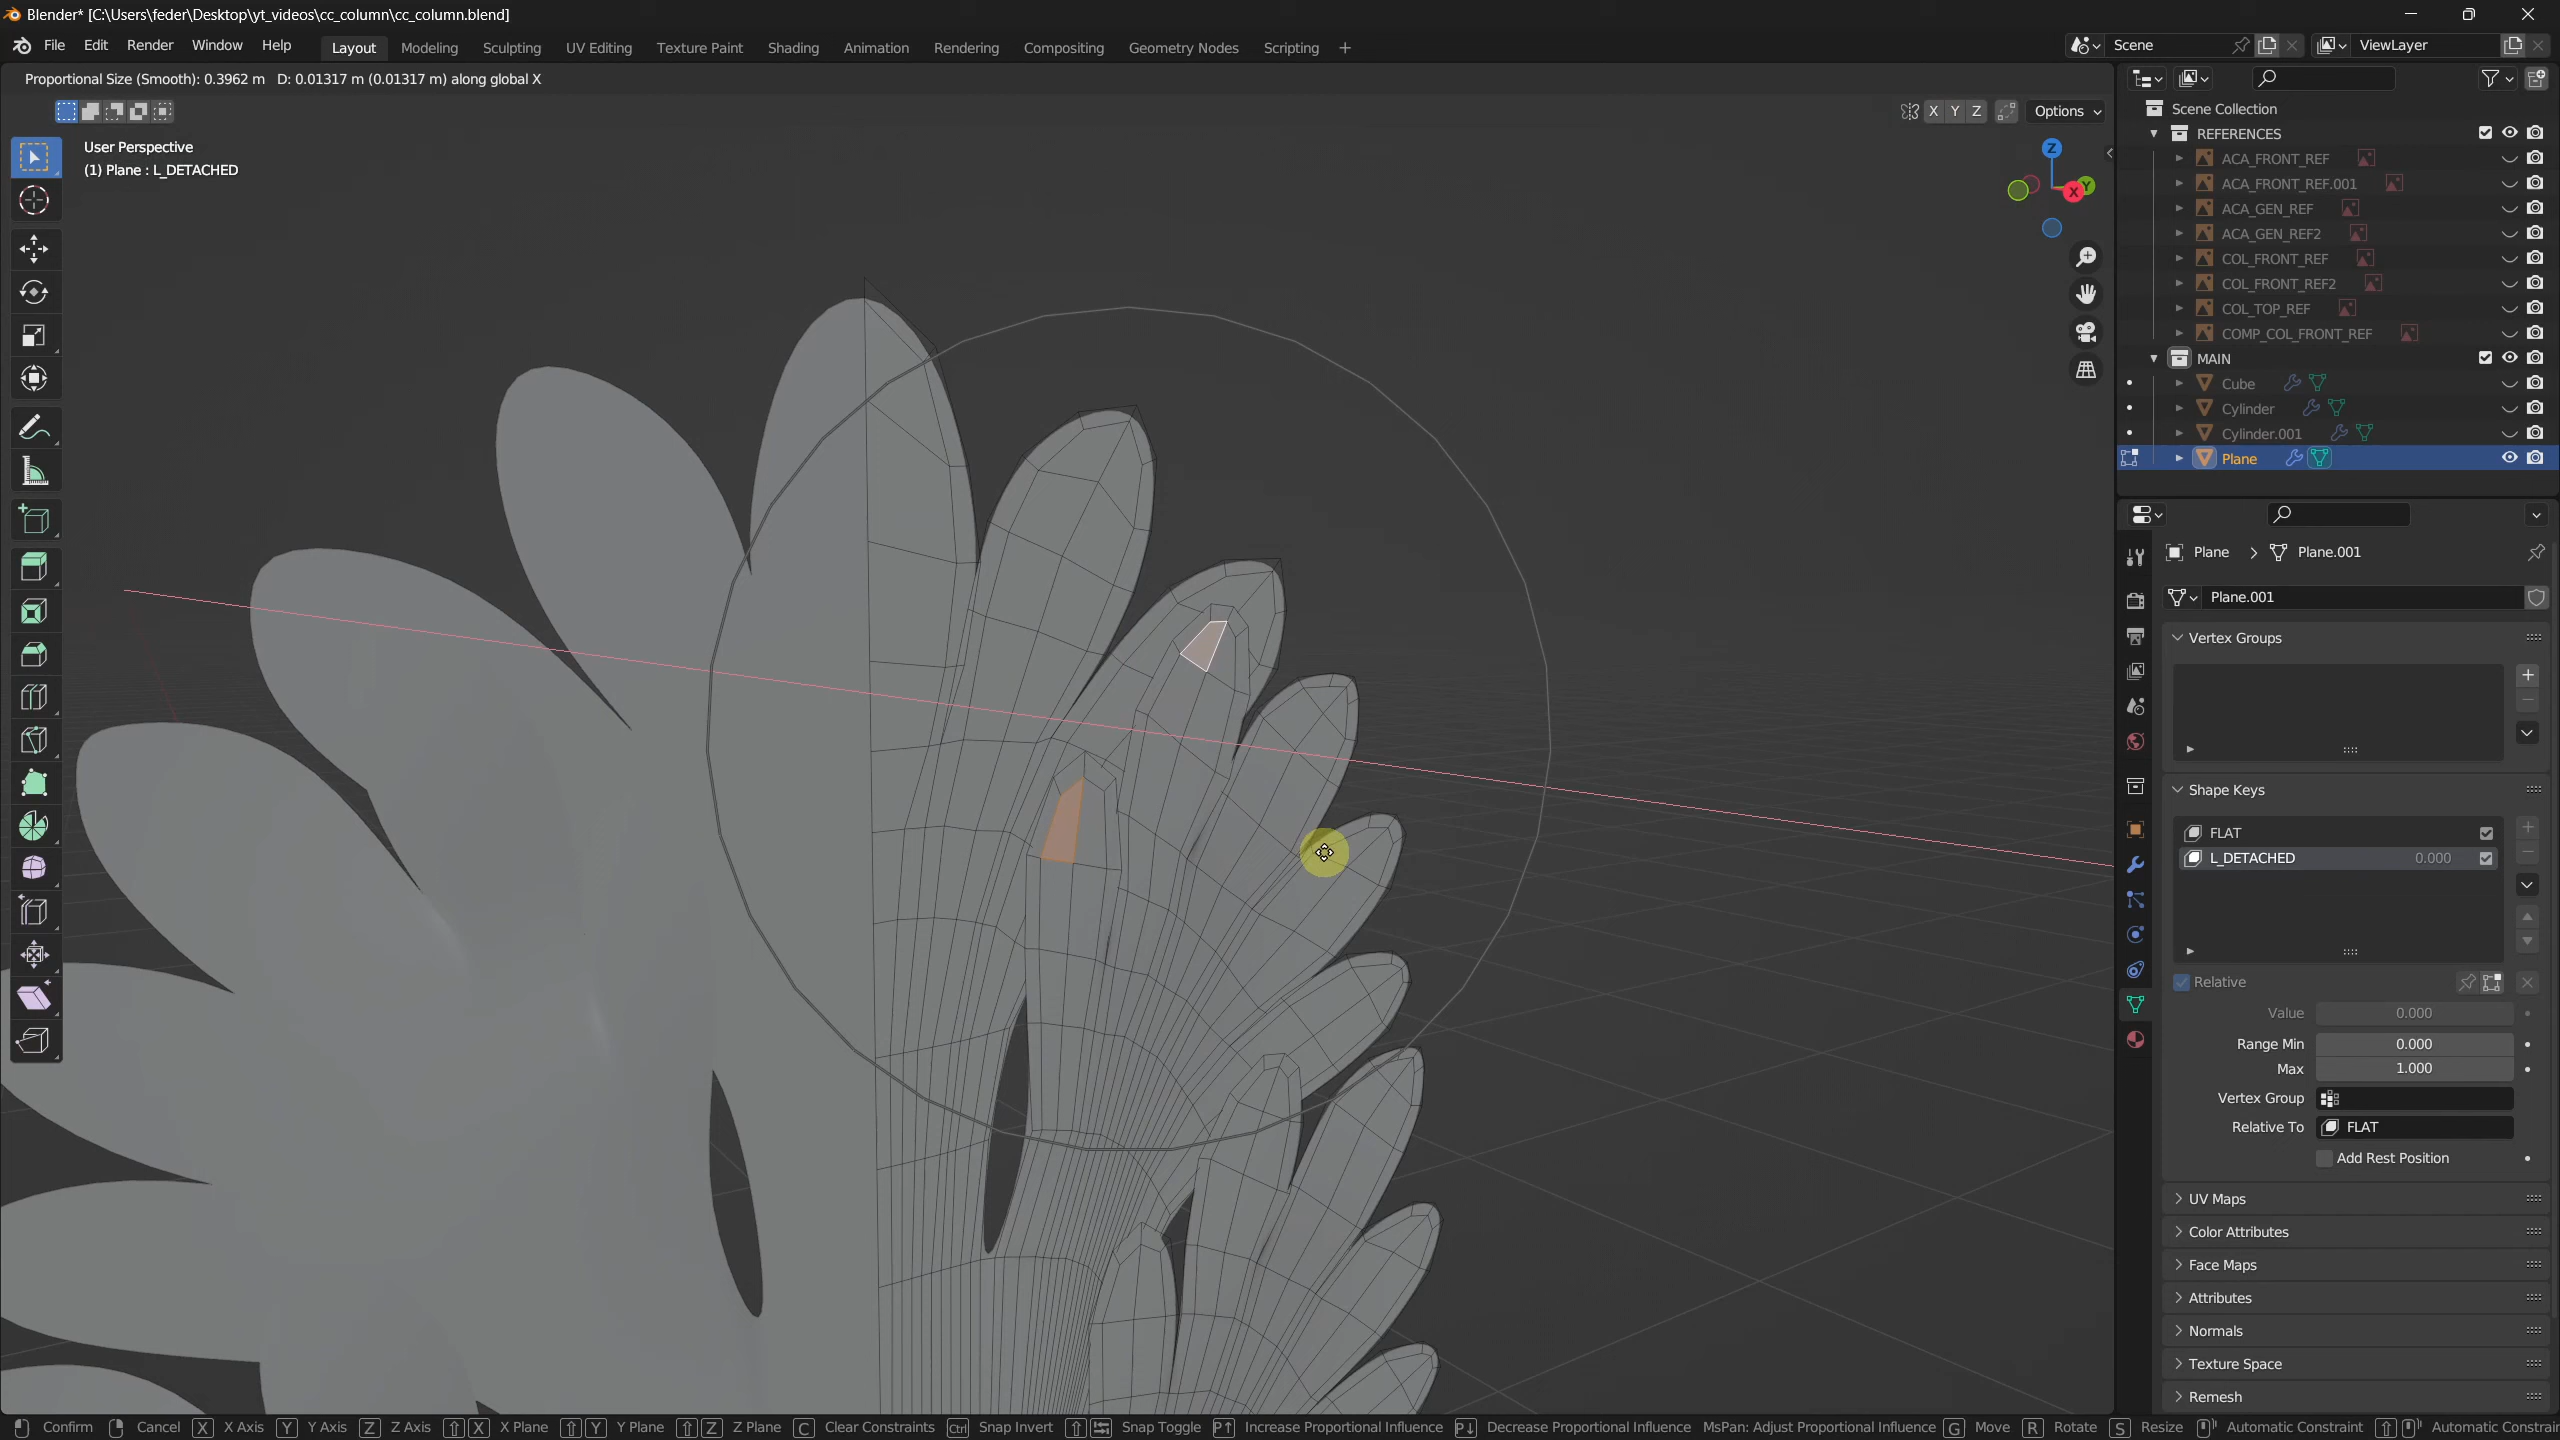 Blender* [C:\Users\feder\Desktop\yt_videos\cc_column\cc_column.blend]
File Edit Render Window Help Layout Modeling Sculpting UV Editing Texture Paint Shading Animation Rendering Compositing Geometry Nodes Scripting +
Scene
ViewLayer
Proportional Size (Smooth): 0.3962 m D: 0.01317 m (0.01317 m) along global X
X Y Z Options
User Perspective
(1) Plane : L_DETACHED
Z
Y
X
Scene Collection
REFERENCES
ACA_FRONT_REF
ACA_FRONT_REF.001
ACA_GEN_REF
ACA_GEN_REF2
COL_FRONT_REF
COL_FRONT_REF2
COL_TOP_REF
COMP_COL_FRONT_REF
MAIN
Cube
Cylinder
Cylinder.001
Plane
Plane > Plane.001
Plane.001
Vertex Groups
Shape Keys
FLAT
L_DETACHED 0.000
Relative
Value 0.000
Range Min 0.000
Max 1.000
Vertex Group
Relative To FLAT
Add Rest Position
UV Maps
Color Attributes
Face Maps
Attributes
Normals
Texture Space
Remesh
Confirm Cancel X X Axis Y Y Axis Z Z Axis X X Plane Y Y Plane Z Z Plane C Clear Constraints Ctrl Snap Invert Snap Toggle P↑ Increase Proportional Influence P↓ Decrease Proportional Influence MsPan: Adjust Proportional Influence G Move R Rotate S Resize Automatic Constraint Automatic Constrain